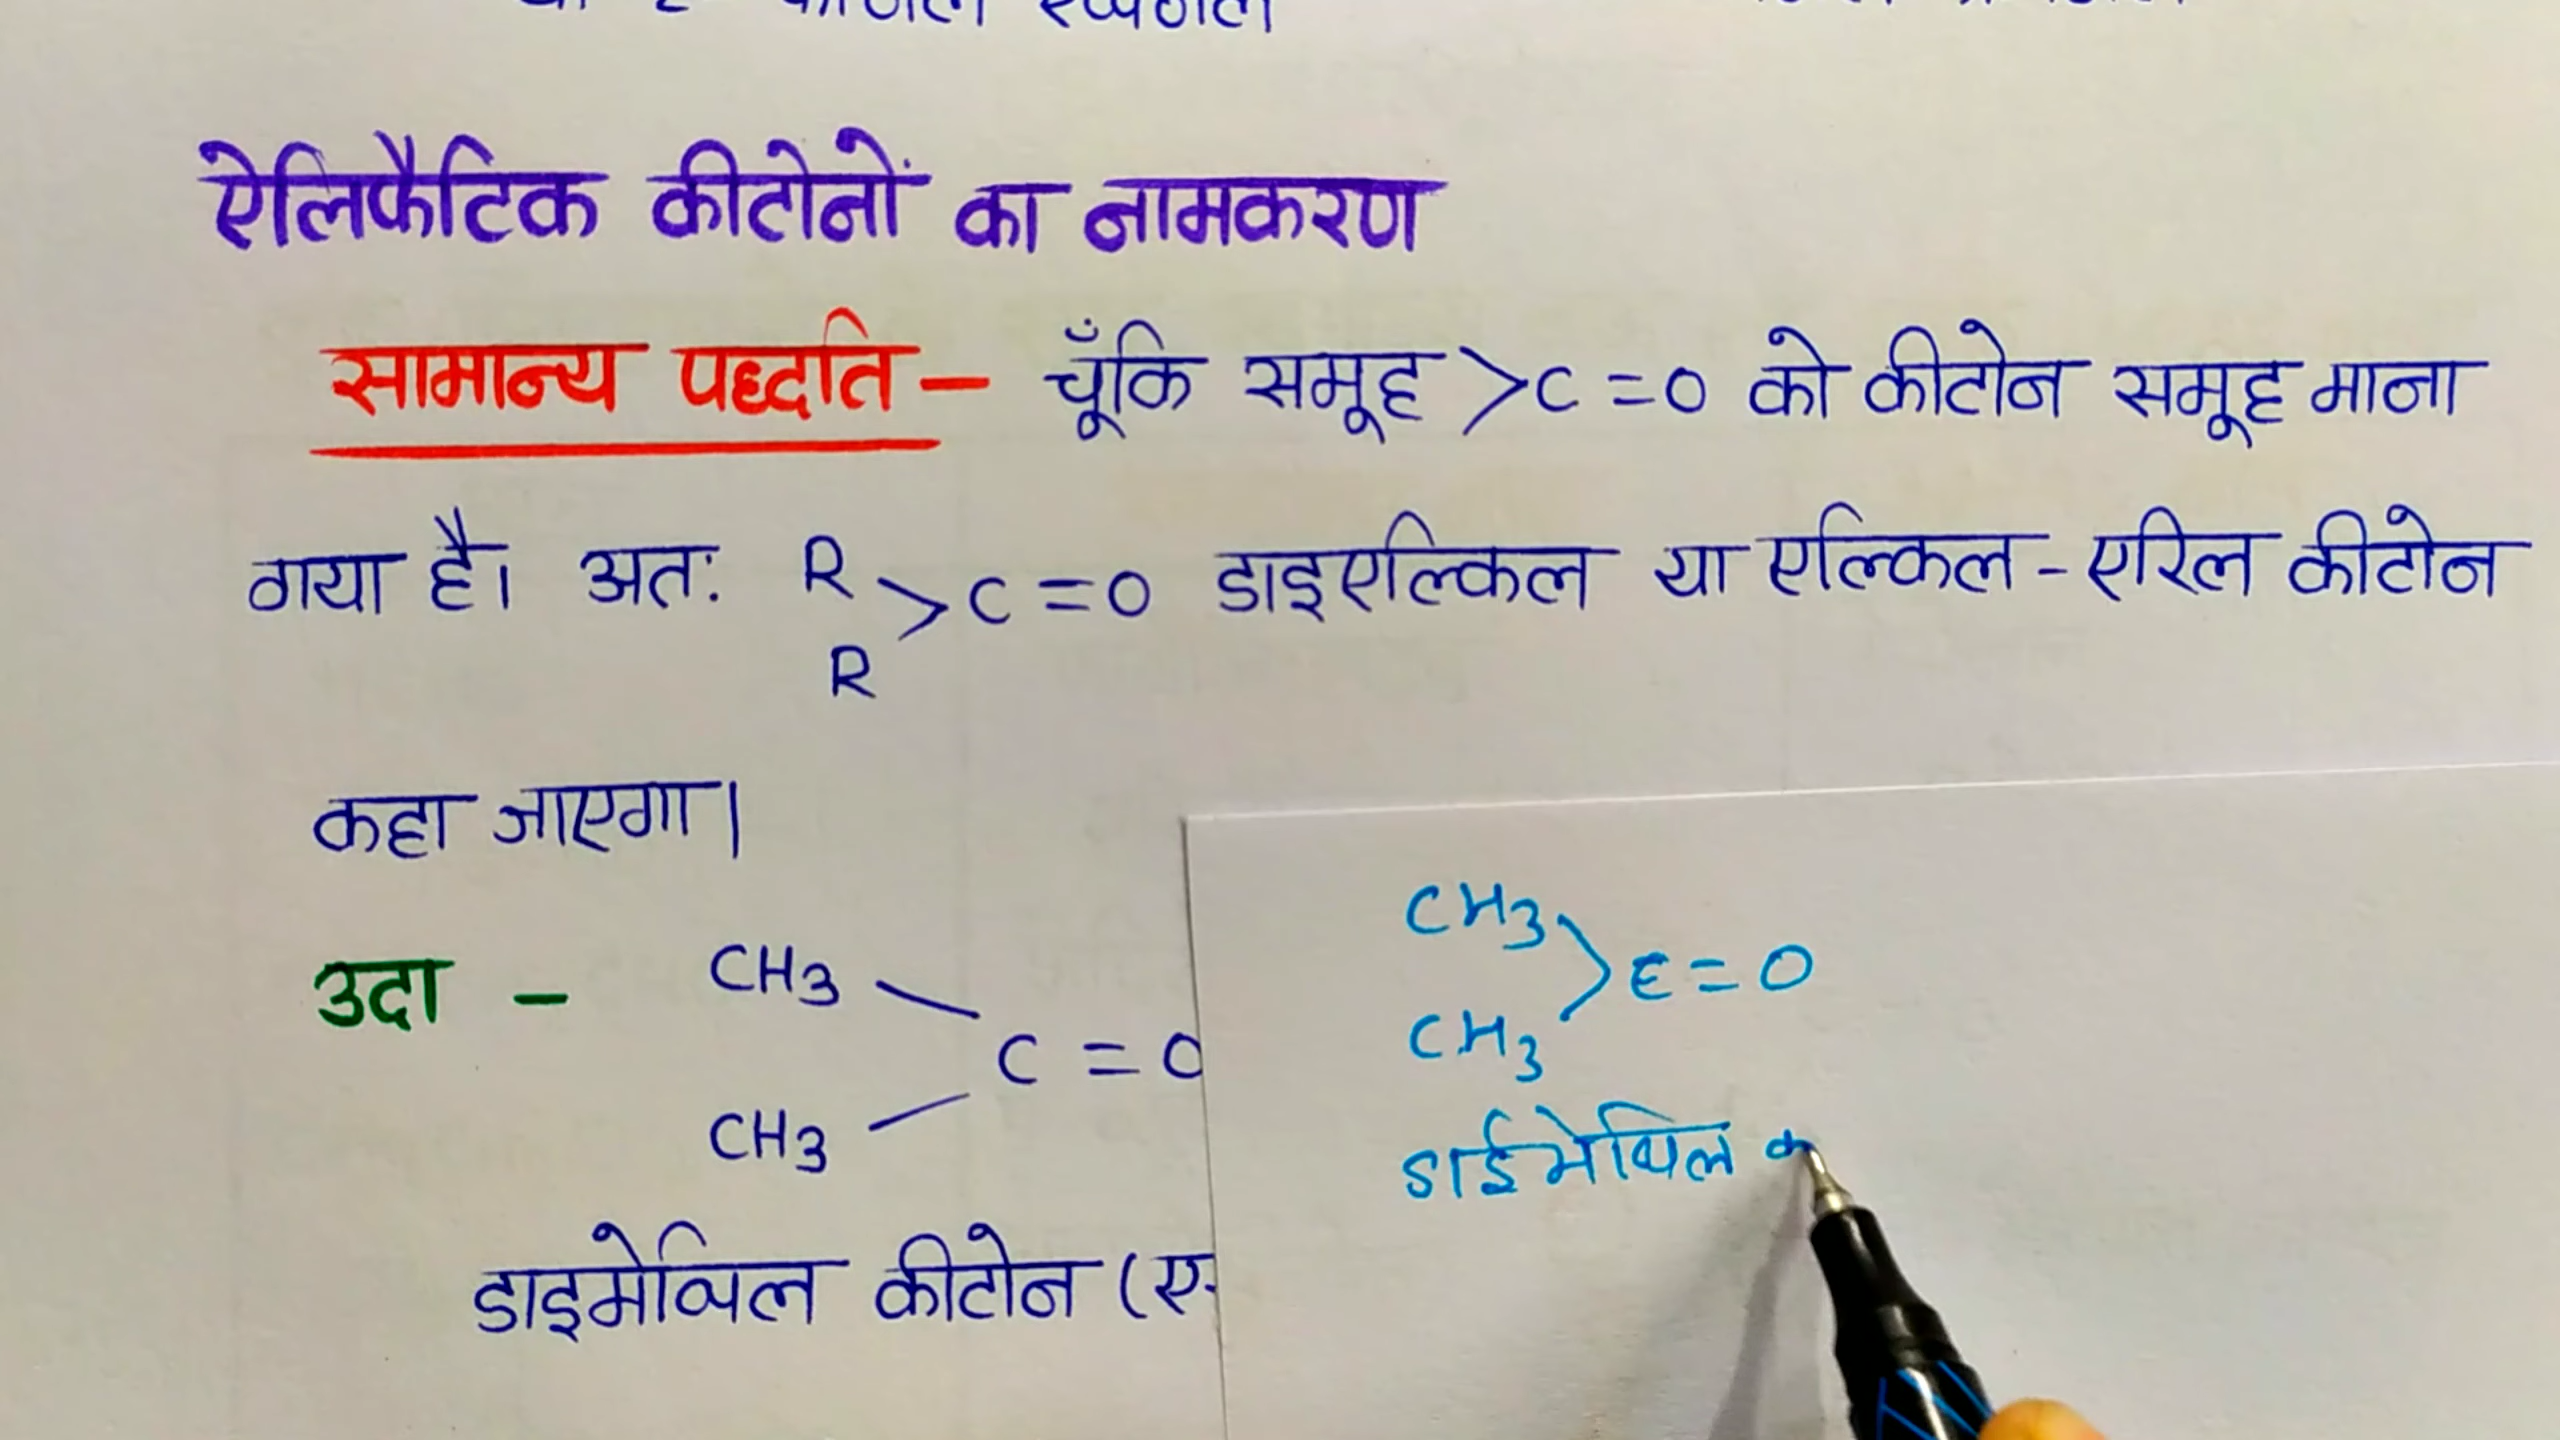 ऐलिफैटिक कीटोनों का नामकरण
सामान्य पद्धति – चूँकि समूह >C=O को कीटोन समूह माना
गया है। अतः R R >C=O डाइएल्किल या एल्किल-एरिल कीटोन
कहा जाएगा।
उदा –
CH3
C = O
CH3
डाइमेथिल कीटोन (ए
CH3
C=O
CH3
डाईमेथिल क